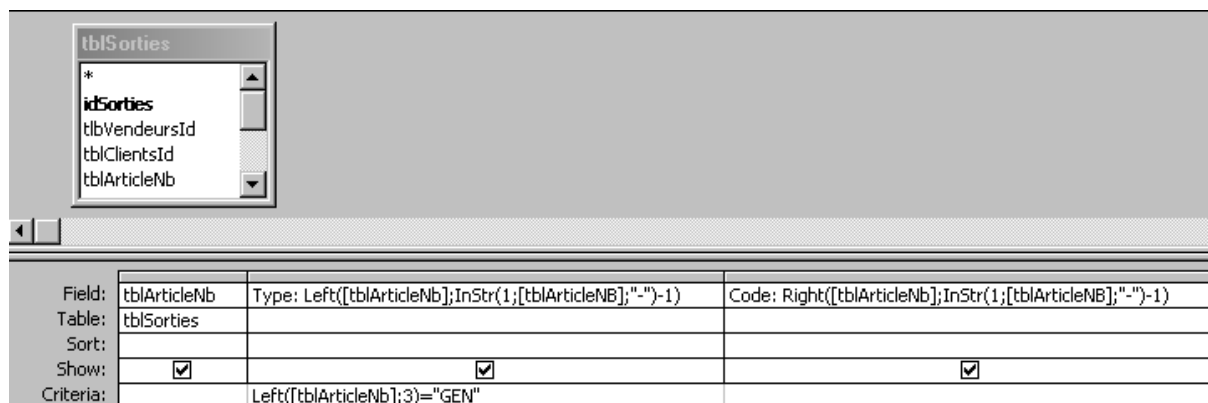 tblSorties
*
idSorties
tlbVendeursId
tblClientsId
tblArticleNb
Field: tblArticleNb Type: Left([tblArticleNb];InStr(1;[tblArticleNB];"-")-1) Code: Right([tblArticleNb];InStr(1;[tblArticleNB];"-")-1)
Table: tblSorties
Sort:
Show:
Criteria: Left([tblArticleNb];3)="GEN"